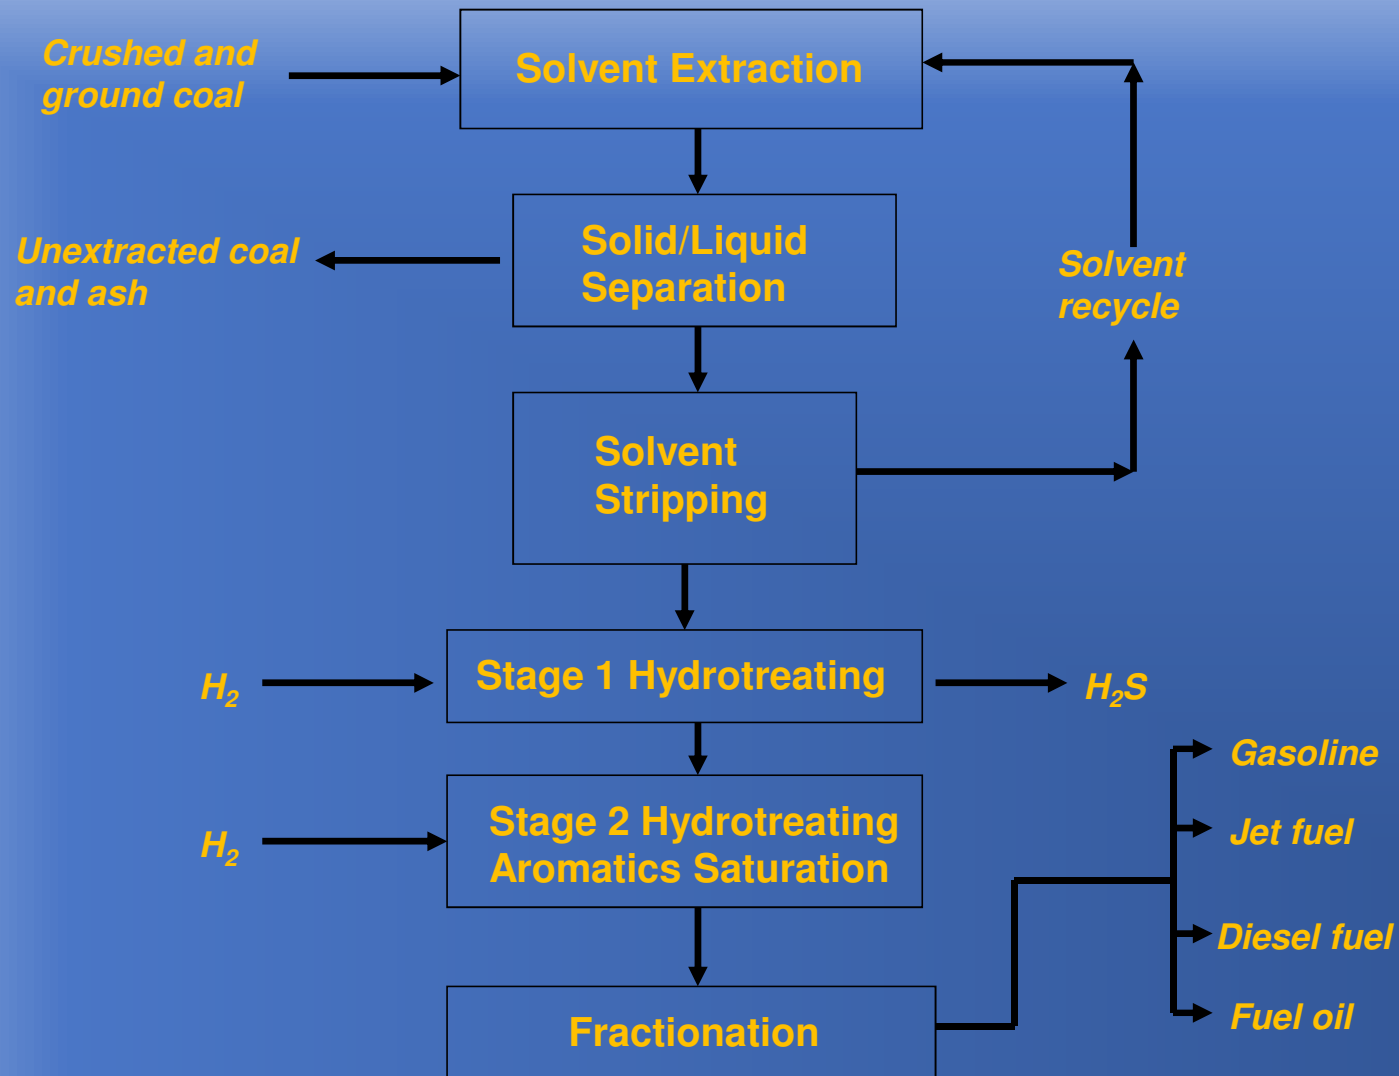 Crushed and
ground coal
Solvent Extraction
Unextracted coal
and ash
Solid/Liquid
Separation
Solvent
recycle
Solvent
Stripping
H₂
Stage 1 Hydrotreating
H₂S
H₂
Stage 2 Hydrotreating
Aromatics Saturation
Gasoline
Jet fuel
Diesel fuel
Fuel oil
Fractionation